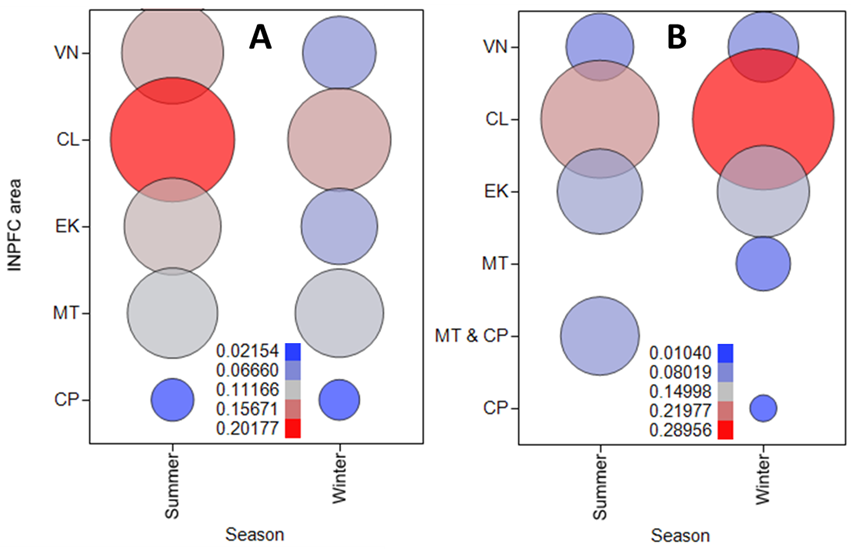 A
INPFC area
VN
CL
EK
MT
CP
0.02154
0.06660
0.11166
0.15671
0.20177
Summer
Winter
Season
B
VN
CL
EK
MT
MT & CP
CP
0.01040
0.08019
0.14998
0.21977
0.28956
Summer
Winter
Season